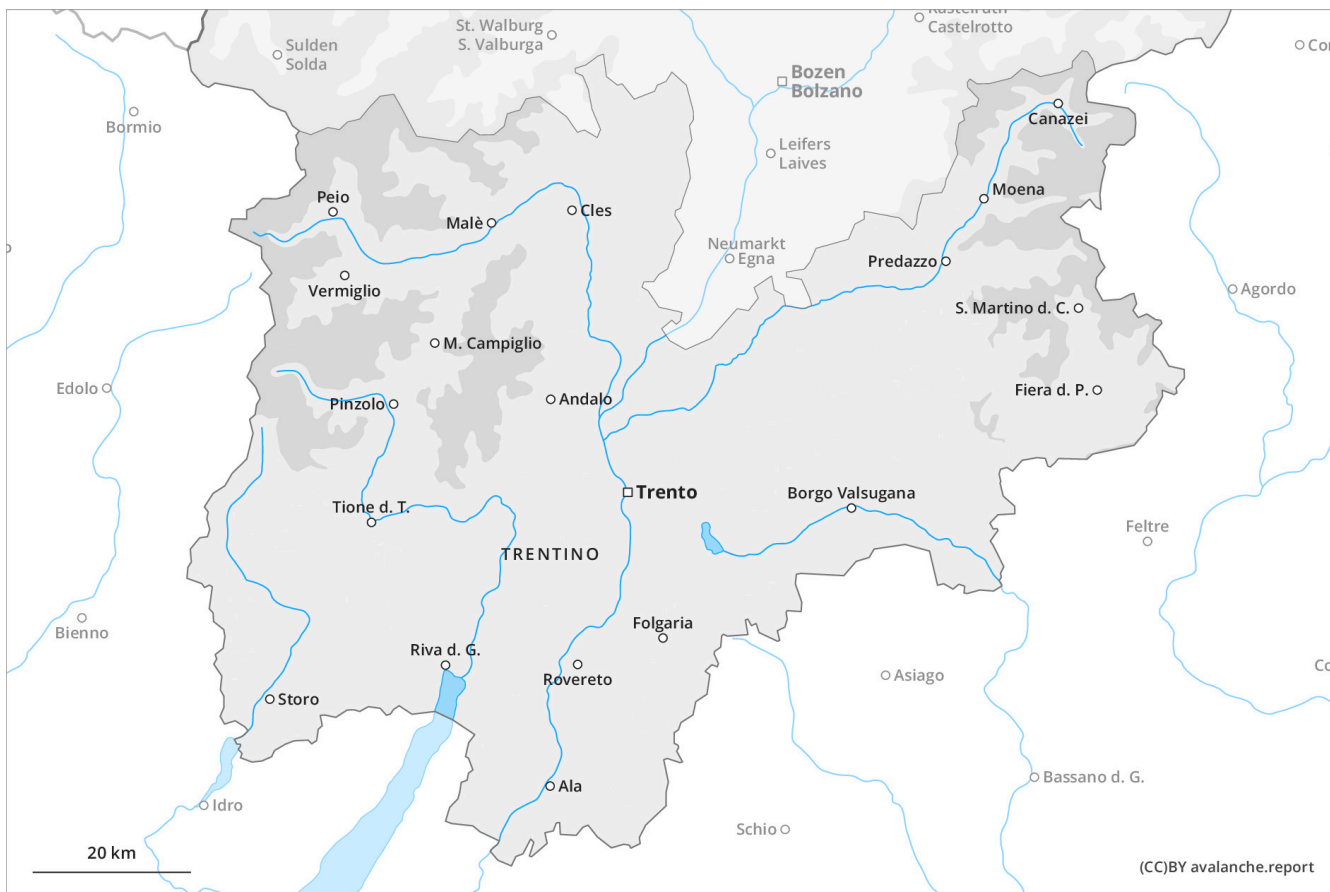 St. Walburg
S. Valburga
Kastelruth
Castelrotto
Sulden
Solda
Bozen
Bolzano
Bormio
Canazei
Leifers
Laives
Peio
Malè
Cles
Moena
Neumarkt
Egna
Predazzo
Vermiglio
Agordo
S. Martino d. C.
M. Campiglio
Edolo
Pinzolo
Andalo
Fiera d. P.
Trento
Borgo Valsugana
Tione d. T.
Feltre
TRENTINO
Bienno
Folgaria
Riva d. G.
Rovereto
Asiago
Storo
Bassano d. G.
Ala
Idro
Schio
20 km
(CC)BY avalanche.report